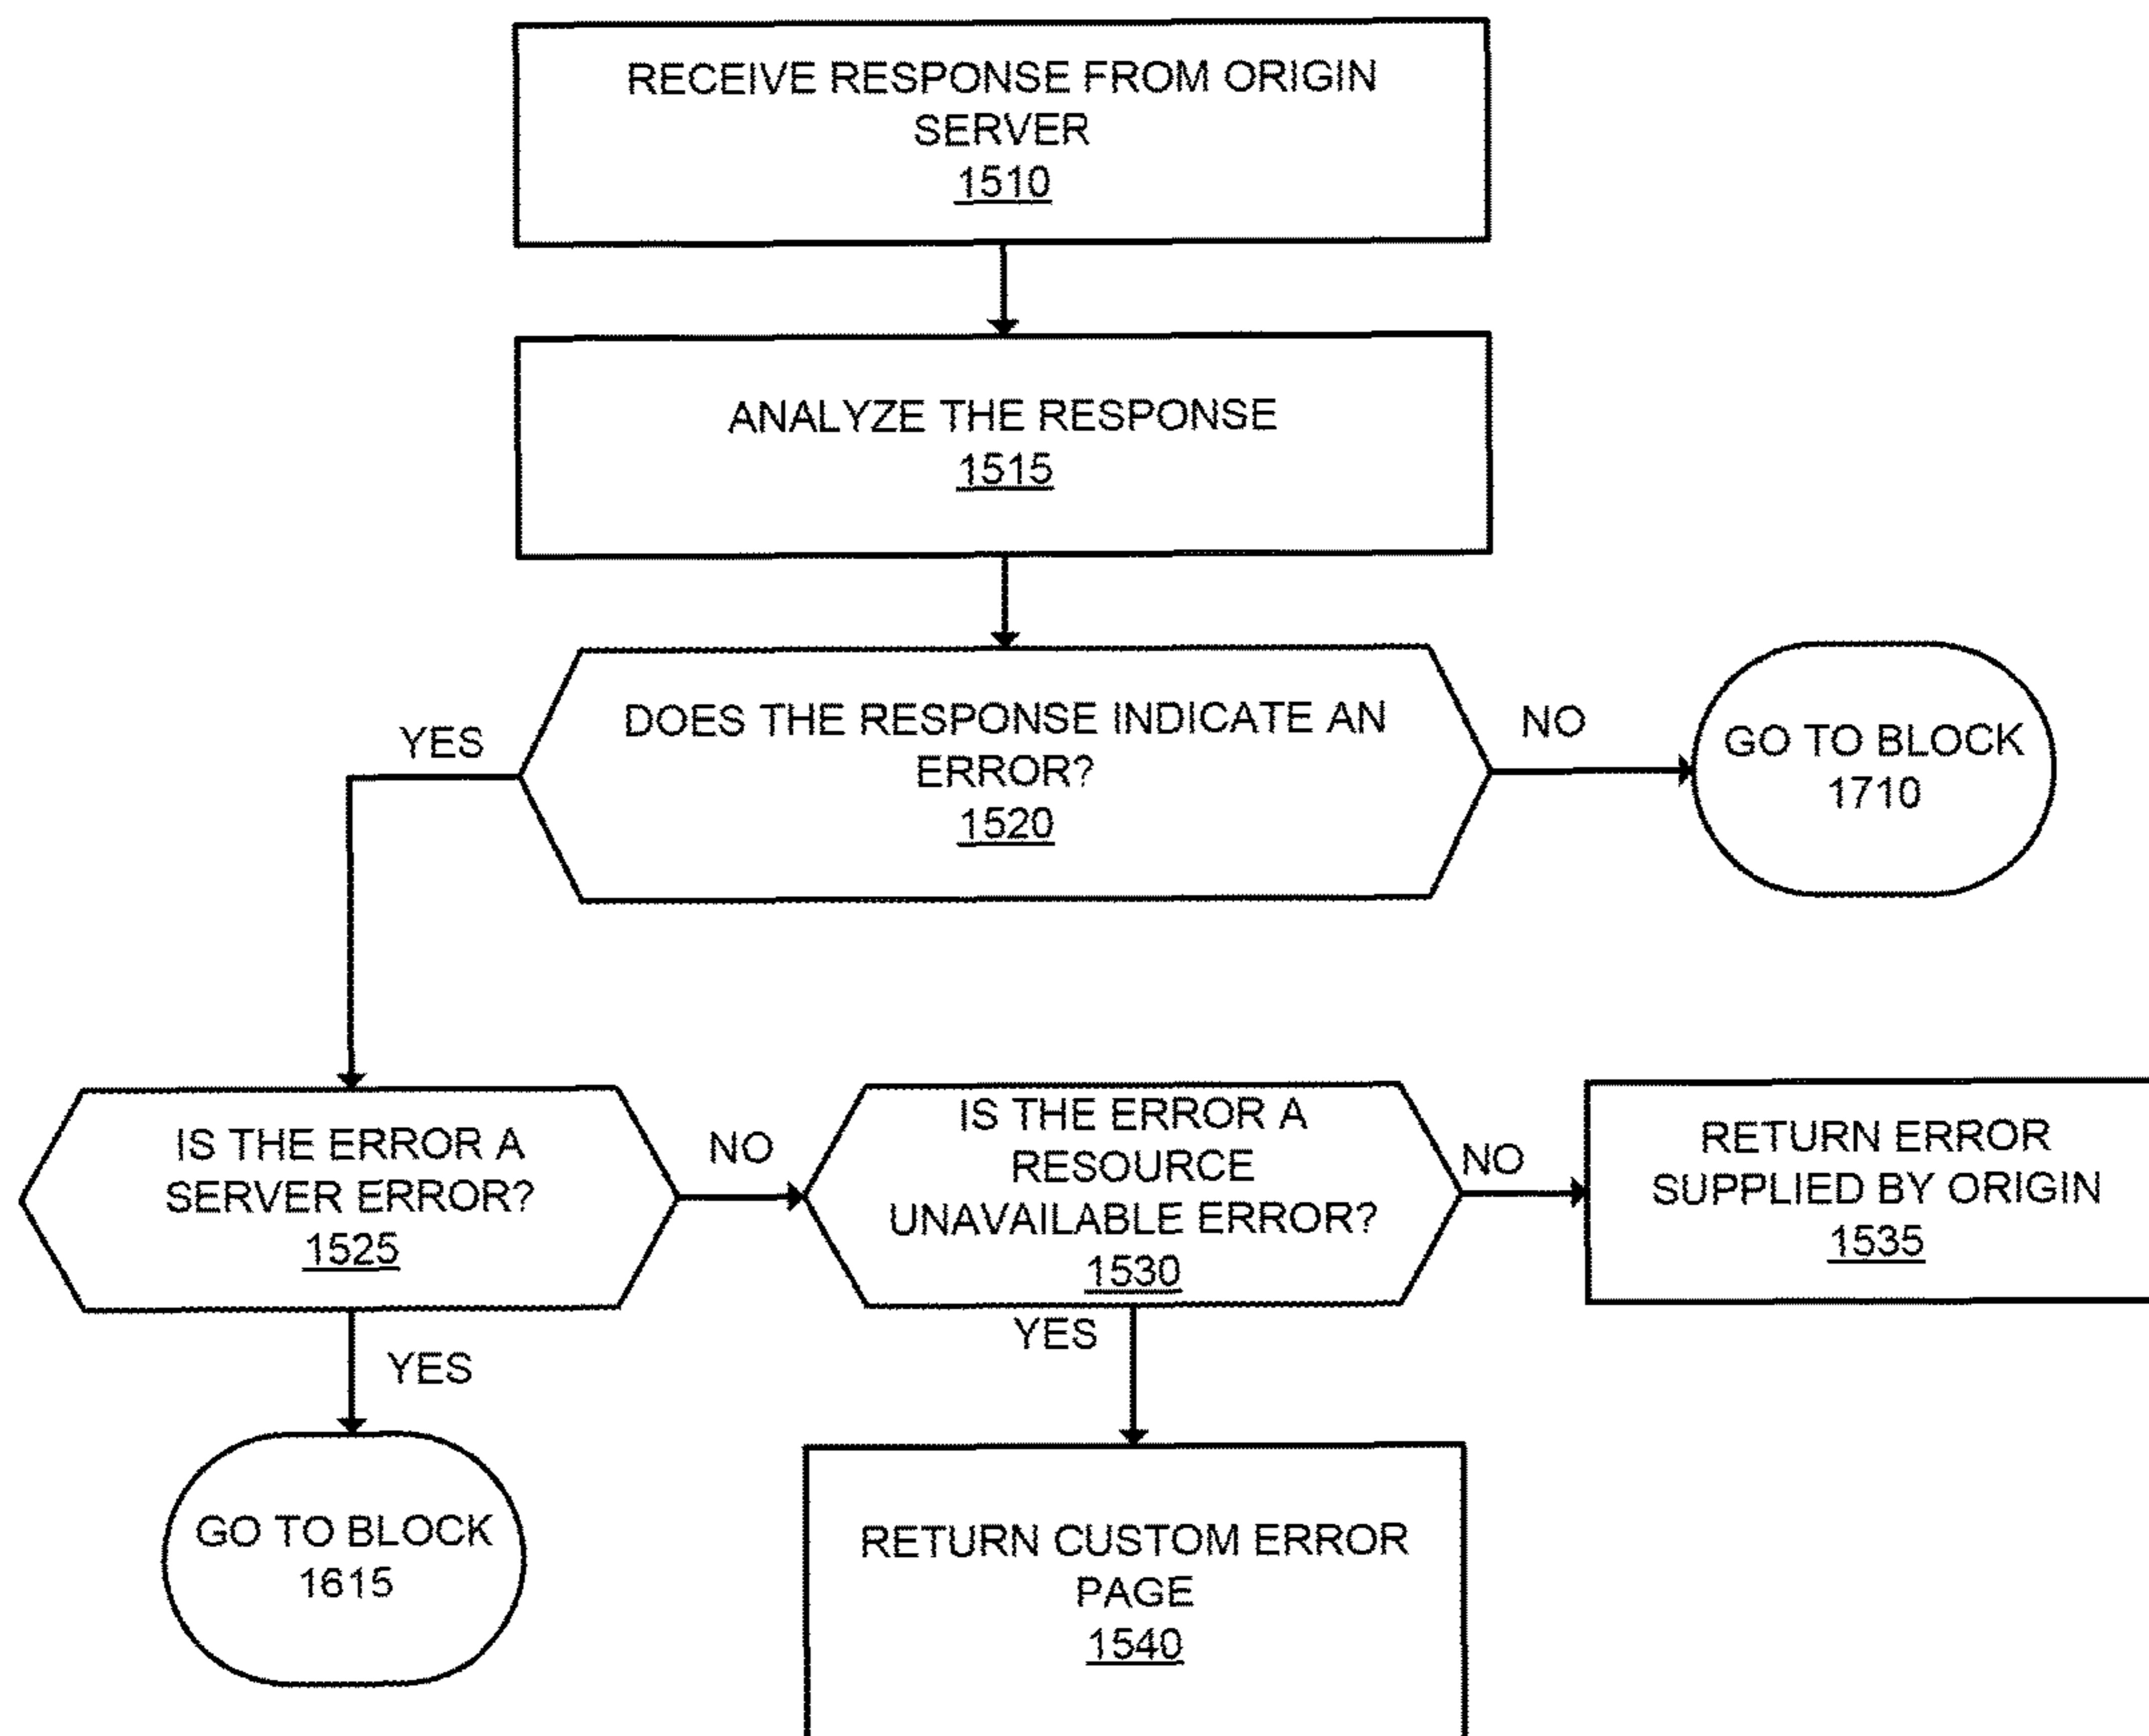 RECEIVE RESPONSE FROM ORIGIN
SERVER
1510
ANALYZE THE RESPONSE
1515
DOES THE RESPONSE INDICATE AN
ERROR?
1520
YES
NO
GO TO BLOCK
1710
IS THE ERROR A
SERVER ERROR?
1525
NO
IS THE ERROR A
RESOURCE
UNAVAILABLE ERROR?
1530
NO
RETURN ERROR
SUPPLIED BY ORIGIN
1535
YES
YES
GO TO BLOCK
1615
RETURN CUSTOM ERROR
PAGE
1540